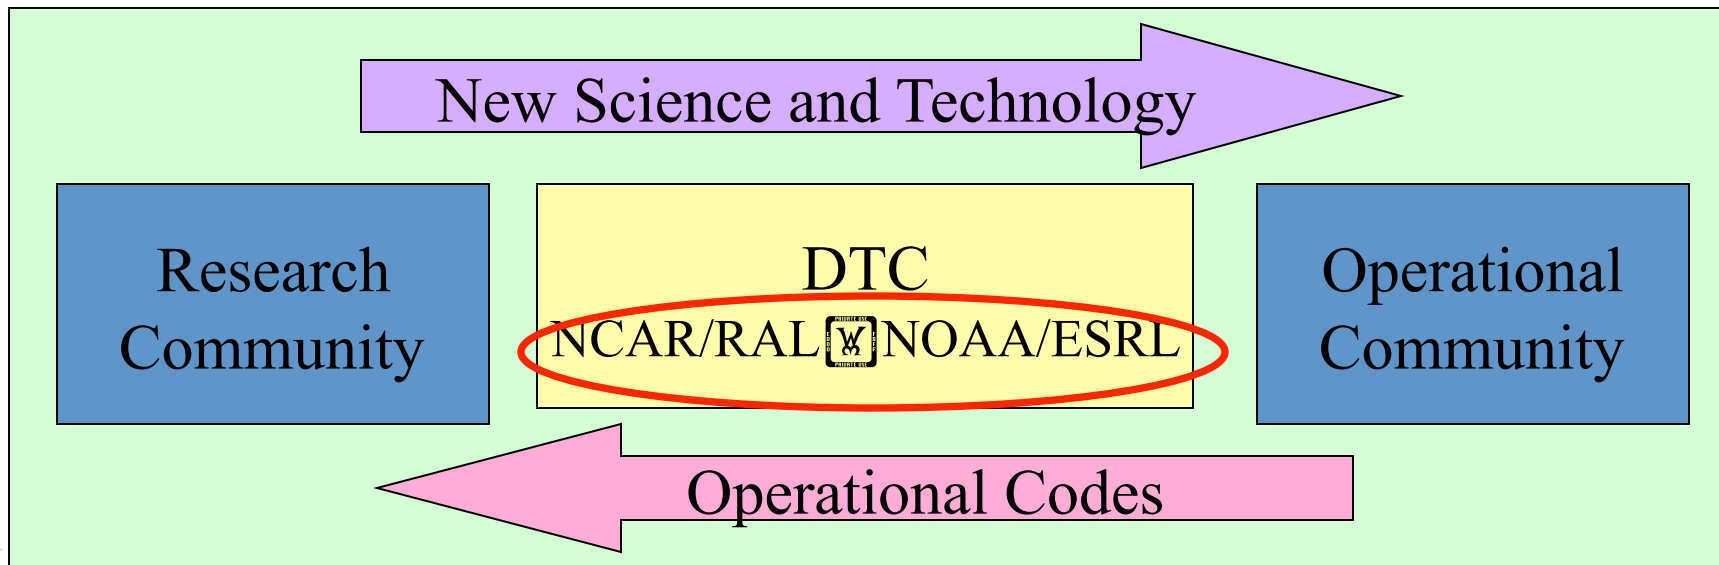 New Science and Technology
Research
Community
DTC
NCAR/RAL NOAA/ESRL
Operational
Community
Operational Codes